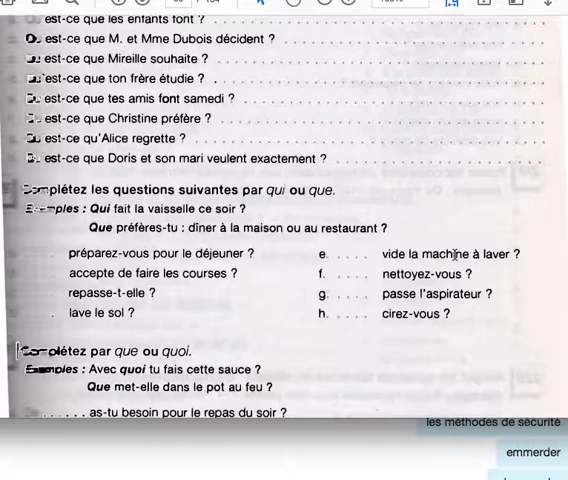 est-ce que les enfants font ?
est-ce que M. et Mme Dubois décident ?
est-ce que Mireille souhaite ?
est-ce que ton frère étudie ?
est-ce que tes amis font samedi ?
est-ce que Christine préfère ?
est-ce qu'Alice regrette ?
est-ce que Doris et son mari veulent exactement ?
Complétez les questions suivantes par qui ou que.
Exemples : Qui fait la vaisselle ce soir ?
Que préfères-tu : dîner à la maison ou au restaurant ?
préparez-vous pour le déjeuner ?
accepte de faire les courses ?
repasse-t-elle ?
lave le sol ?
e. . . . . vide la machine à laver ?
f. . . . . nettoyez-vous ?
g. . . . . passe l'aspirateur ?
h. . . . . cirez-vous ?
Complétez par que ou quoi.
Exemples : Avec quoi tu fais cette sauce ?
Que met-elle dans le pot au feu ?
. . . . . . as-tu besoin pour le repas du soir ?
les méthodes de sécurité
emmerder